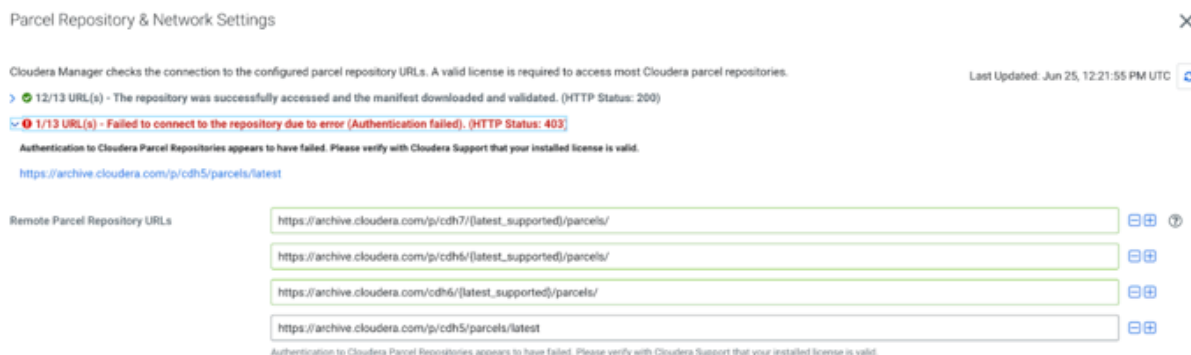 Parcel Repository & Network Settings
Cloudera Manager checks the connection to the configured parcel repository URLs. A valid license is required to access most Cloudera parcel repositories.
Last Updated: Jun 25, 12:21:55 PM UTC
12/13 URL(s) - The repository was successfully accessed and the manifest downloaded and validated. (HTTP Status: 200)
1/13 URL(s) - Failed to connect to the repository due to error (Authentication failed). (HTTP Status: 403)
Authentication to Cloudera Parcel Repositories appears to have failed. Please verify with Cloudera Support that your installed license is valid.
https://archive.cloudera.com/p/cdh5/parcels/latest
Remote Parcel Repository URLs
https://archive.cloudera.com/p/cdh7/{latest_supported}/parcels/
https://archive.cloudera.com/p/cdh6/{latest_supported}/parcels/
https://archive.cloudera.com/cdh6/{latest_supported}/parcels/
https://archive.cloudera.com/p/cdh5/parcels/latest
Authentication to Cloudera Parcel Repositories appears to have failed. Please verify with Cloudera Support that your installed license is valid.